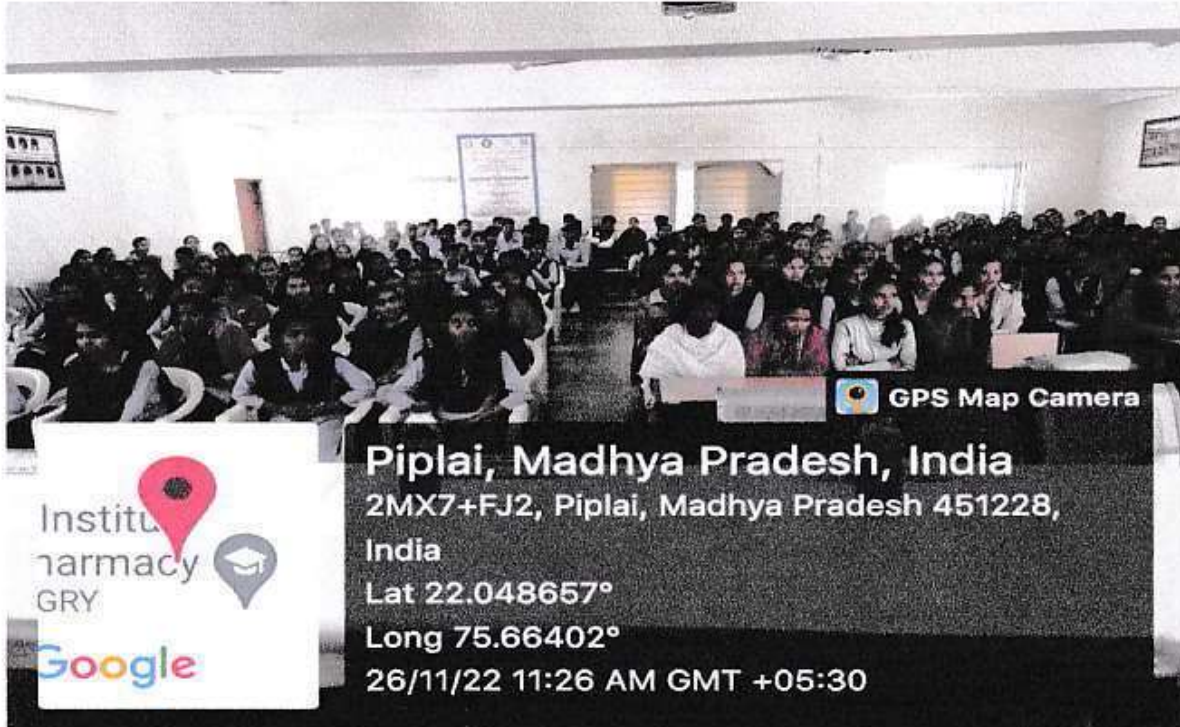 GPS Map Camera
Piplai, Madhya Pradesh, India
2MX7+FJ2, Piplai, Madhya Pradesh 451228,
India
Lat 22.048657°
Long 75.66402°
26/11/22 11:26 AM GMT +05:30
Institu
harmacy
GRY
Google